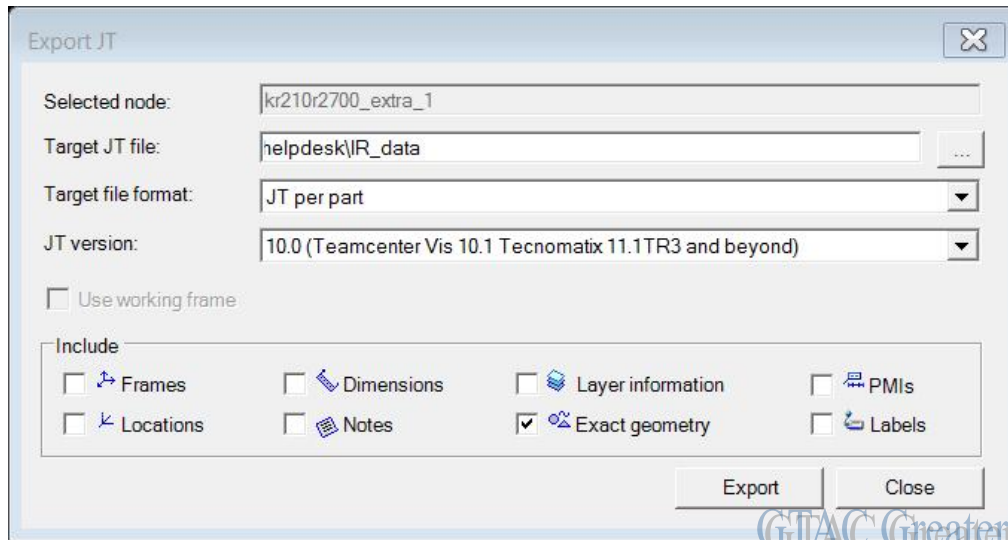 Export JT
Selected node: kr210r2700_extra_1
Target JT file: helpdesk\IR_data ...
Target file format: JT per part
JT version: 10.0 (Teamcenter Vis 10.1 Tecnomatix 11.1TR3 and beyond)
Use working frame
Include
Frames Dimensions Layer information PMIs
Locations Notes Exact geometry Labels
Export Close
GTAC Greater